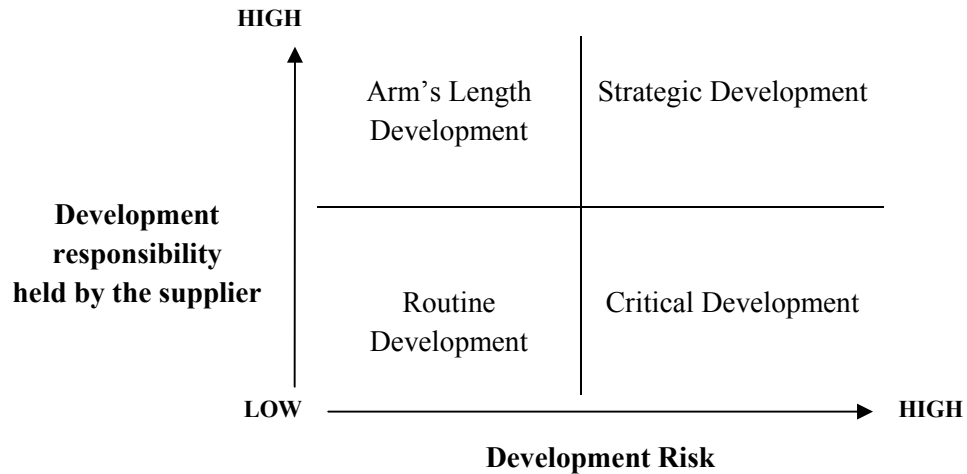 HIGH
Arm’s Length
Development
Strategic Development
Development
responsibility
held by the supplier
Routine
Development
Critical Development
LOW
HIGH
Development Risk